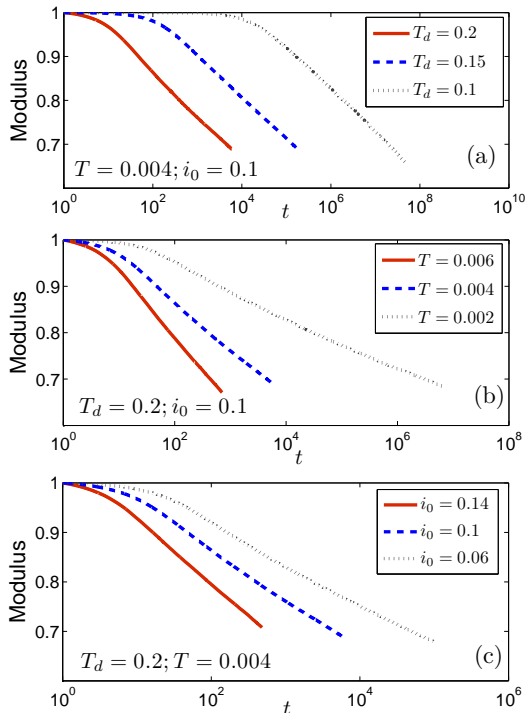 1
0.9
0.8
0.7
Modulus
T_d = 0.2
T_d = 0.15
T_d = 0.1
T = 0.004; i_0 = 0.1
(a)
10^0 10^2 10^4 10^6 10^8 10^10
t
1
0.9
0.8
0.7
Modulus
T = 0.006
T = 0.004
T = 0.002
T_d = 0.2; i_0 = 0.1
(b)
10^0 10^2 10^4 10^6 10^8
t
1
0.9
0.8
0.7
0.6
Modulus
i_0 = 0.14
i_0 = 0.1
i_0 = 0.06
T_d = 0.2; T = 0.004
(c)
10^0 10^2 10^4 10^6
t